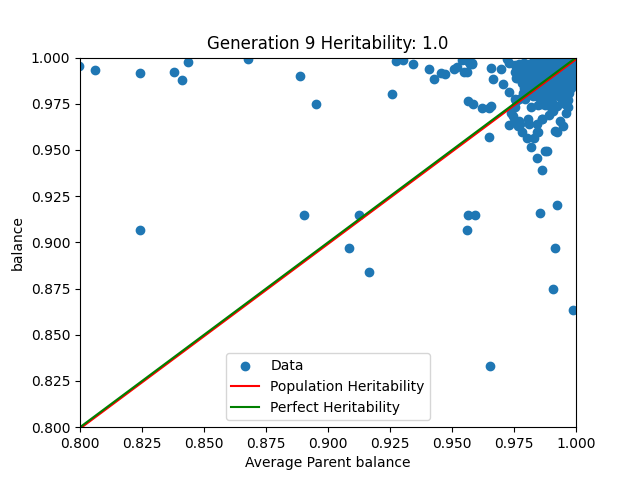 Generation 9 Heritability: 1.0
balance
1.000
0.975
0.950
0.925
0.900
0.875
0.850
0.825
0.800
Data
Population Heritability
Perfect Heritability
0.800 0.825 0.850 0.875 0.900 0.925 0.950 0.975 1.000
Average Parent balance